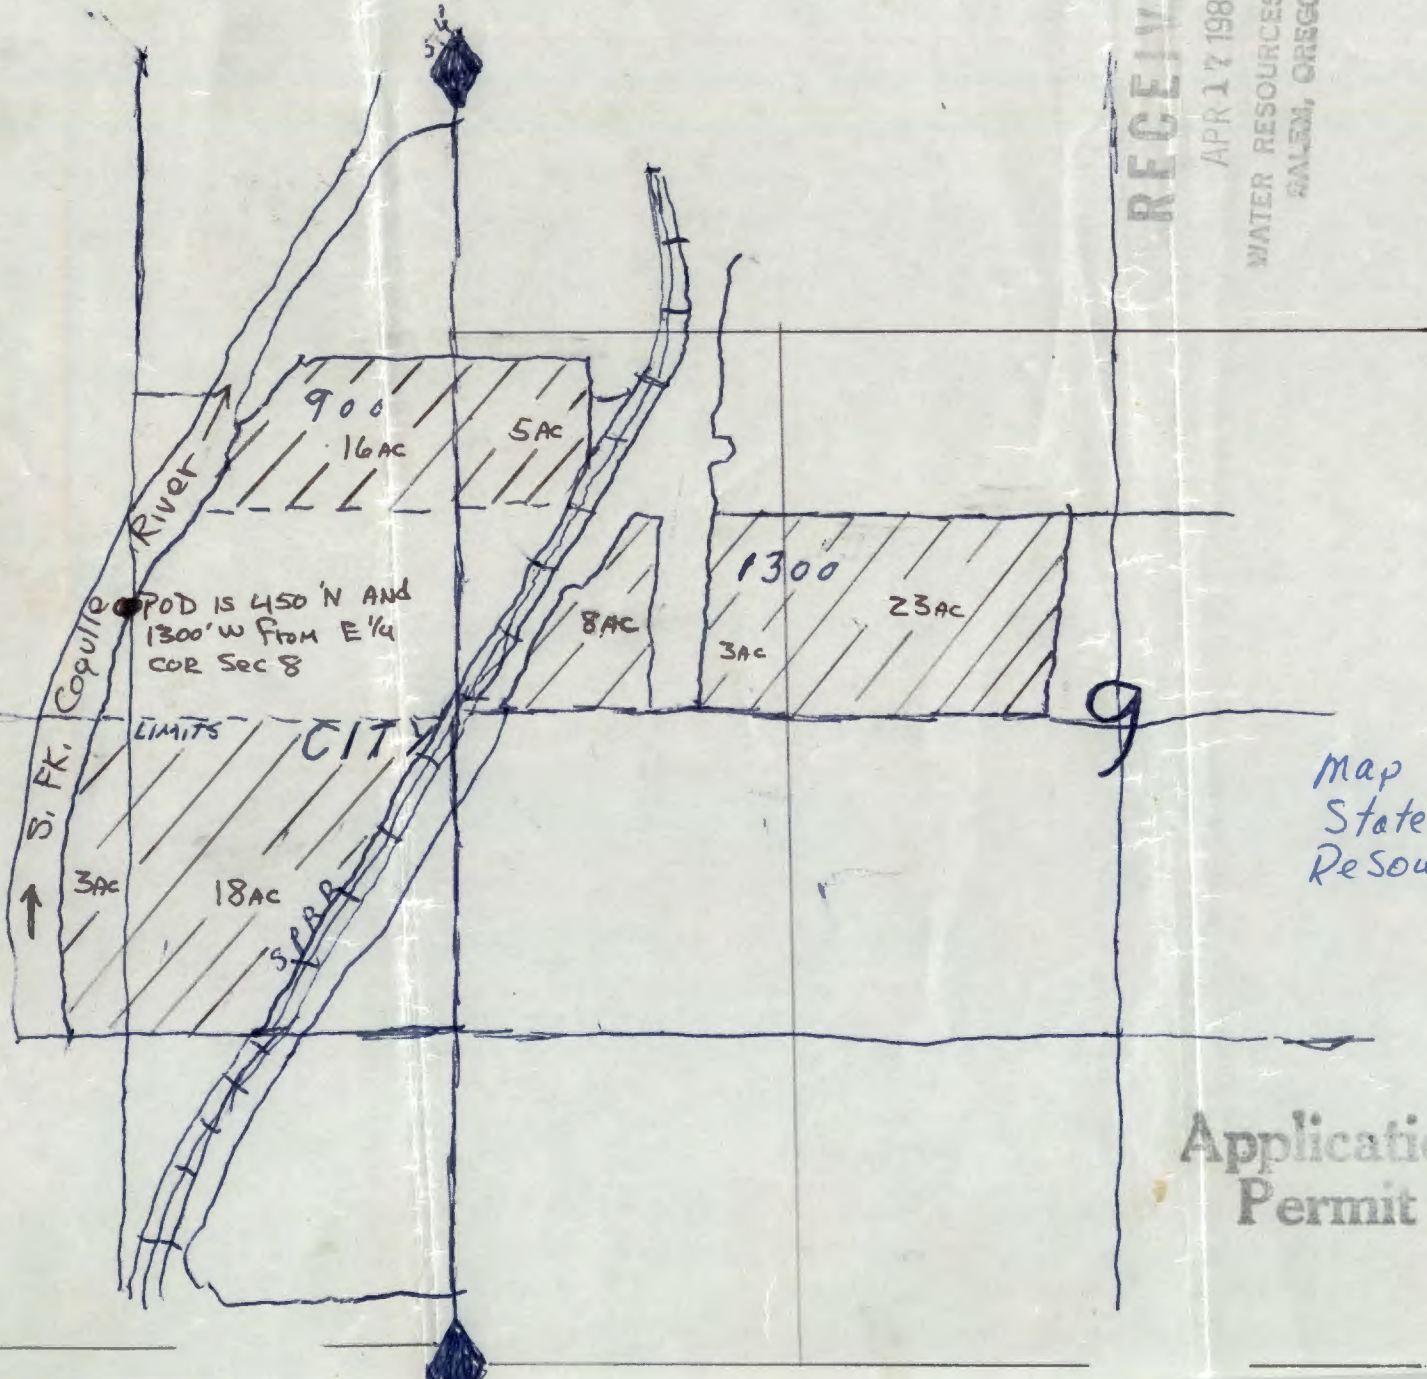 RECEIV
APR 17 198
WATER RESOURCES
SALEM, OREGO
900
16AC
5AC
River
POD IS 450'N AND
1300'W From E 1/4
COR SEC 8
S. FK. Coquille
1300
8AC
3AC
23AC
9
LIMITS
CITY
3AC
18AC
SPRR
Map
State
Resou
Applicatio
Permit